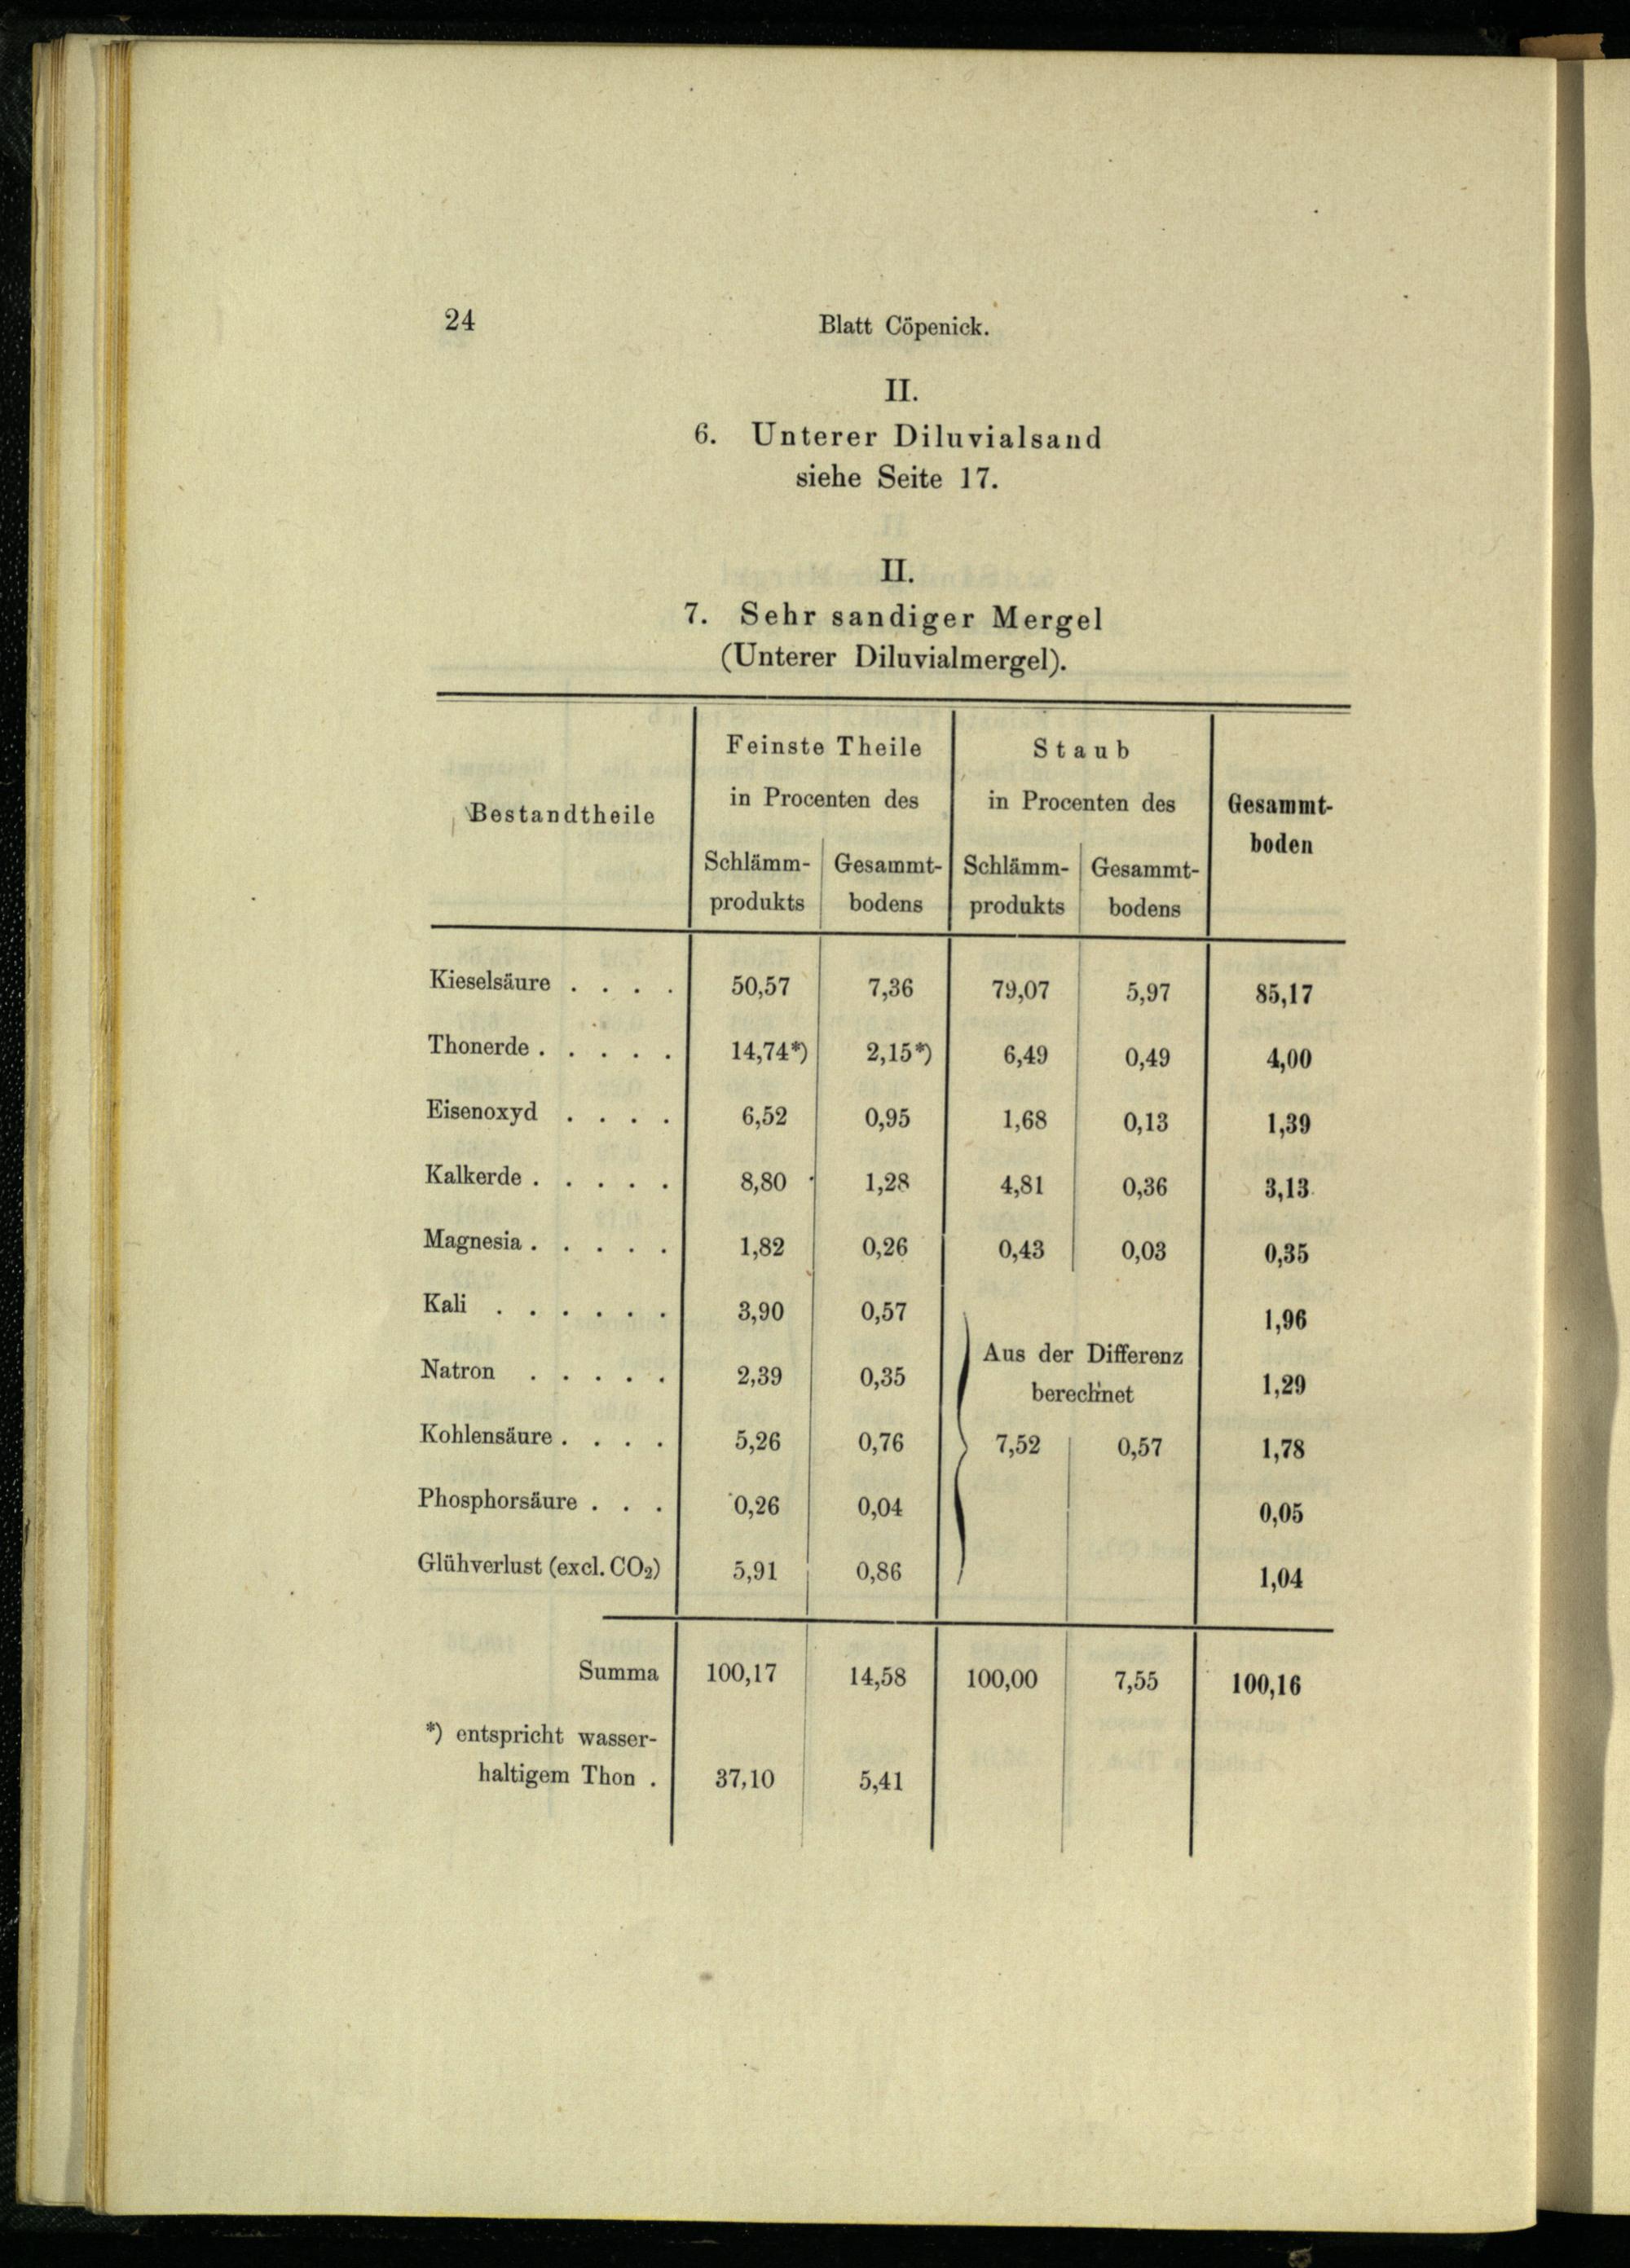 24 Blatt Cöpenick.
II.
6. Unterer Diluvialsand
siehe Seite 17.
II.
7. Sehr sandiger Mergel
(Unterer Diluvialmergel).
Bestandtheile
Feinste Theile
in Procenten des
Schlämm- Gesammt-
produkts bodens
Staub
in Procenten des
Schlämm- Gesammt-
produkts bodens
Gesammt-
boden
Kieselsäure . . . . 50,57 7,36 79,07 5,97 85,17
Thonerde . . . . . 14,74*) 2,15*) 6,49 0,49 4,00
Eisenoxyd . . . . 6,52 0,95 1,68 0,13 1,39
Kalkerde . . . . . 8,80 1,28 4,81 0,36 3,13
Magnesia . . . . . 1,82 0,26 0,43 0,03 0,35
Kali . . . . . . 3,90 0,57 1,96
Aus der Differenz
Natron . . . . . 2,39 0,35 1,29
berechnet
Kohlensäure . . . . 5,26 0,76 7,52 0,57 1,78
Phosphorsäure . . . 0,26 0,04 0,05
Glühverlust (excl. CO₂) 5,91 0,86 1,04
Summa 100,17 14,58 100,00 7,55 100,16
*) entspricht wasser-
haltigem Thon . 37,10 5,41